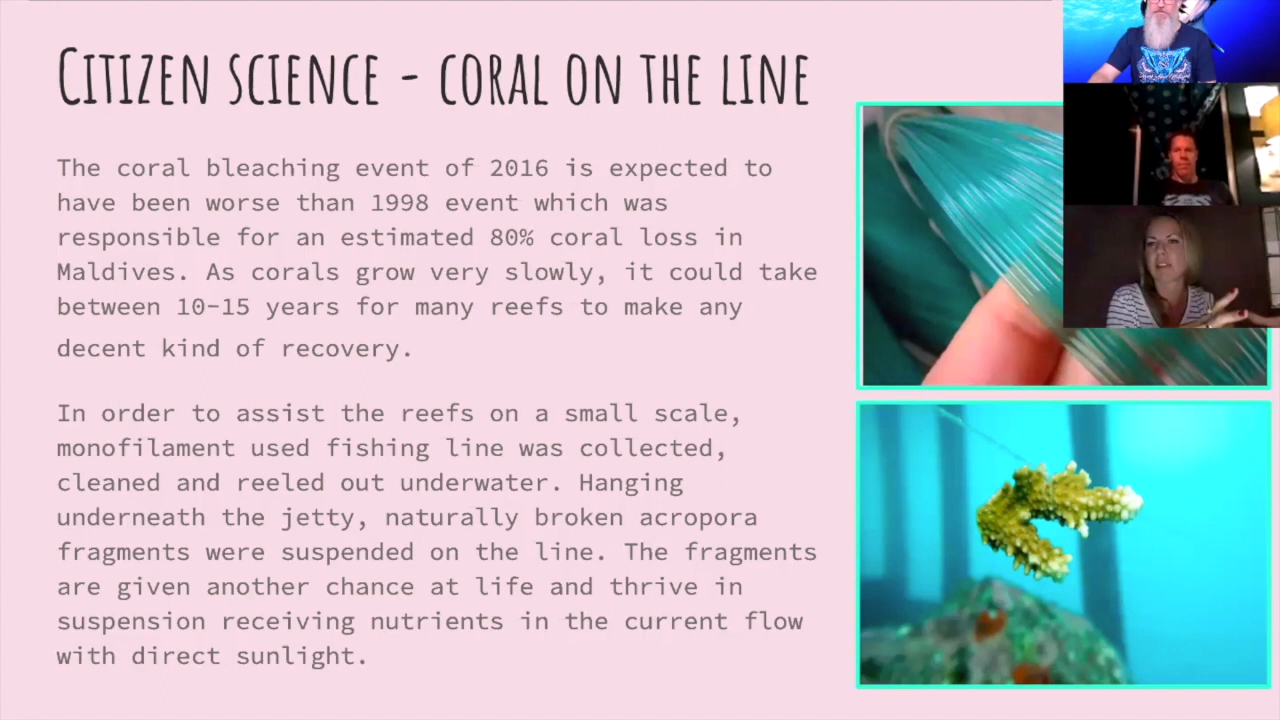 Citizen science - coral on the line
The coral bleaching event of 2016 is expected to
have been worse than 1998 event which was
responsible for an estimated 80% coral loss in
Maldives. As corals grow very slowly, it could take
between 10-15 years for many reefs to make any
decent kind of recovery.
In order to assist the reefs on a small scale,
monofilament used fishing line was collected,
cleaned and reeled out underwater. Hanging
underneath the jetty, naturally broken acropora
fragments were suspended on the line. The fragments
are given another chance at life and thrive in
suspension receiving nutrients in the current flow
with direct sunlight.